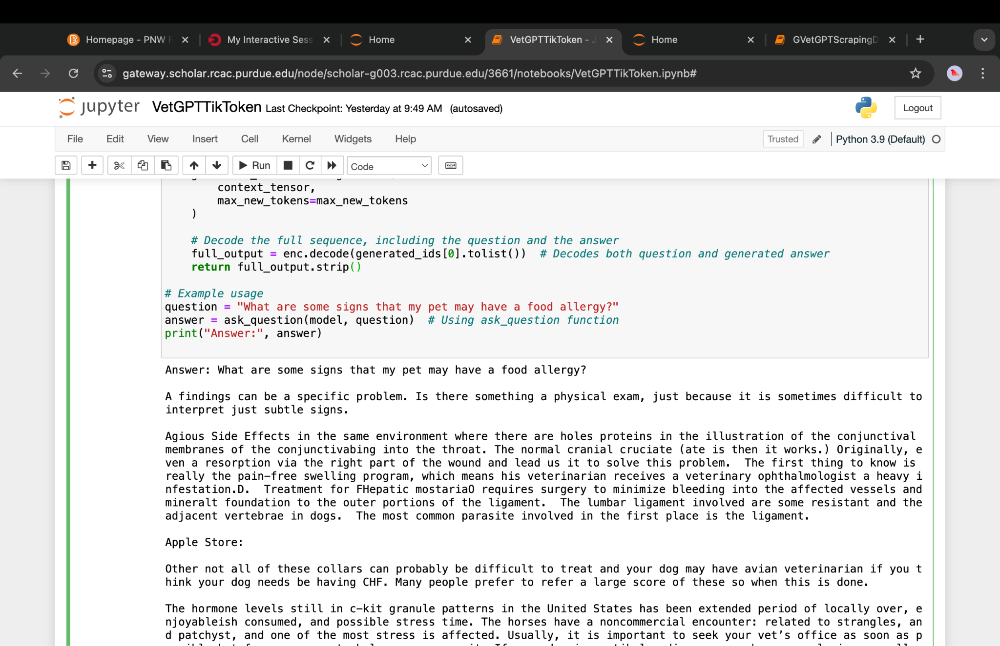 Homepage - PNW
My Interactive Sess
Home
VetGPTTikToken -
Home
GVetGPTScrapingD
gateway.scholar.rcac.purdue.edu/node/scholar-g003.rcac.purdue.edu/3661/notebooks/VetGPTTikToken.ipynb#
jupyter VetGPTTikToken Last Checkpoint: Yesterday at 9:49 AM (autosaved)
Logout
File Edit View Insert Cell Kernel Widgets Help
Trusted
Python 3.9 (Default)
Run
Code
context_tensor,
max_new_tokens=max_new_tokens
)
# Decode the full sequence, including the question and the answer
full_output = enc.decode(generated_ids[0].tolist())  # Decodes both question and generated answer
return full_output.strip()
# Example usage
question = "What are some signs that my pet may have a food allergy?"
answer = ask_question(model, question)  # Using ask_question function
print("Answer:", answer)
Answer: What are some signs that my pet may have a food allergy?
A findings can be a specific problem. Is there something a physical exam, just because it is sometimes difficult to
interpret just subtle signs.
Agious Side Effects in the same environment where there are holes proteins in the illustration of the conjunctival
membranes of the conjunctivabing into the throat. The normal cranial cruciate (ate is then it works.) Originally, e
ven a resorption via the right part of the wound and lead us it to solve this problem.  The first thing to know is
really the pain-free swelling program, which means his veterinarian receives a veterinary ophthalmologist a heavy i
nfestation.D.  Treatment for FHepatic mostariaO requires surgery to minimize bleeding into the affected vessels and
mineralt foundation to the outer portions of the ligament.  The lumbar ligament involved are some resistant and the
adjacent vertebrae in dogs.  The most common parasite involved in the first place is the ligament.
Apple Store:
Other not all of these collars can probably be difficult to treat and your dog may have avian veterinarian if you t
hink your dog needs be having CHF. Many people prefer to refer a large score of these so when this is done.
The hormone levels still in c-kit granule patterns in the United States has been extended period of locally over, e
njoyableish consumed, and possible stress time. The horses have a noncommercial encounter: related to strangles, an
d patchyst, and one of the most stress is affected. Usually, it is important to seek your vet’s office as soon as p